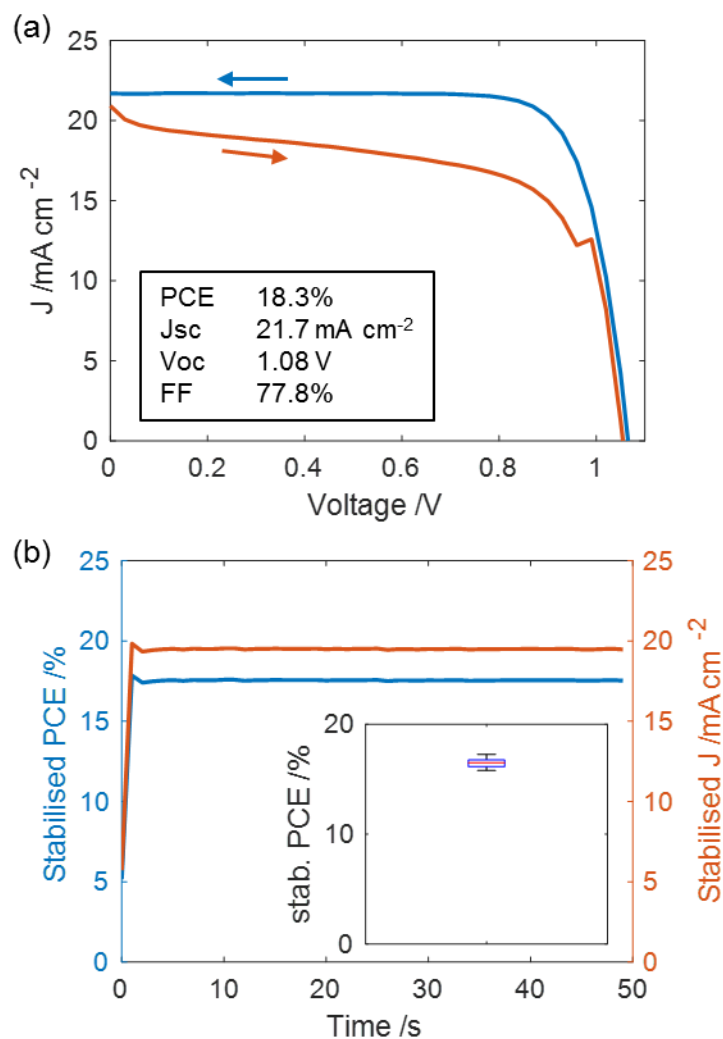 (a)
25
20
15
10
5
0
J /mA cm⁻²
PCE 18.3%
Jsc 21.7 mA cm⁻²
Voc 1.08 V
FF 77.8%
0 0.2 0.4 0.6 0.8 1
Voltage /V
(b)
25
20
15
10
5
0
Stabilised PCE /%
20
10
0
stab. PCE /%
25
20
15
10
5
0
Stabilised J /mA cm⁻²
0 10 20 30 40 50
Time /s